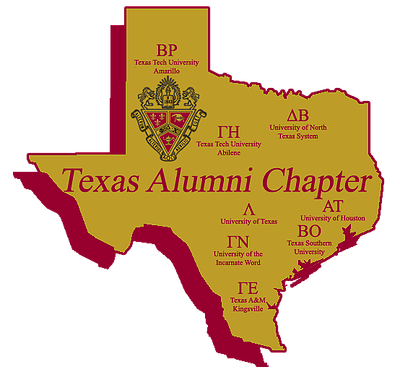 ΒΡ
Texas Tech University
Amarillo
ΔΒ
University of North
Texas System
ΓΗ
Texas Tech University
Abilene
Texas Alumni Chapter
Λ
University of Texas
ΑΤ
University of Houston
ΒΟ
Texas Southern
University
ΓΝ
University of the
Incarnate Word
ΓΕ
Texas A&M
Kingsville